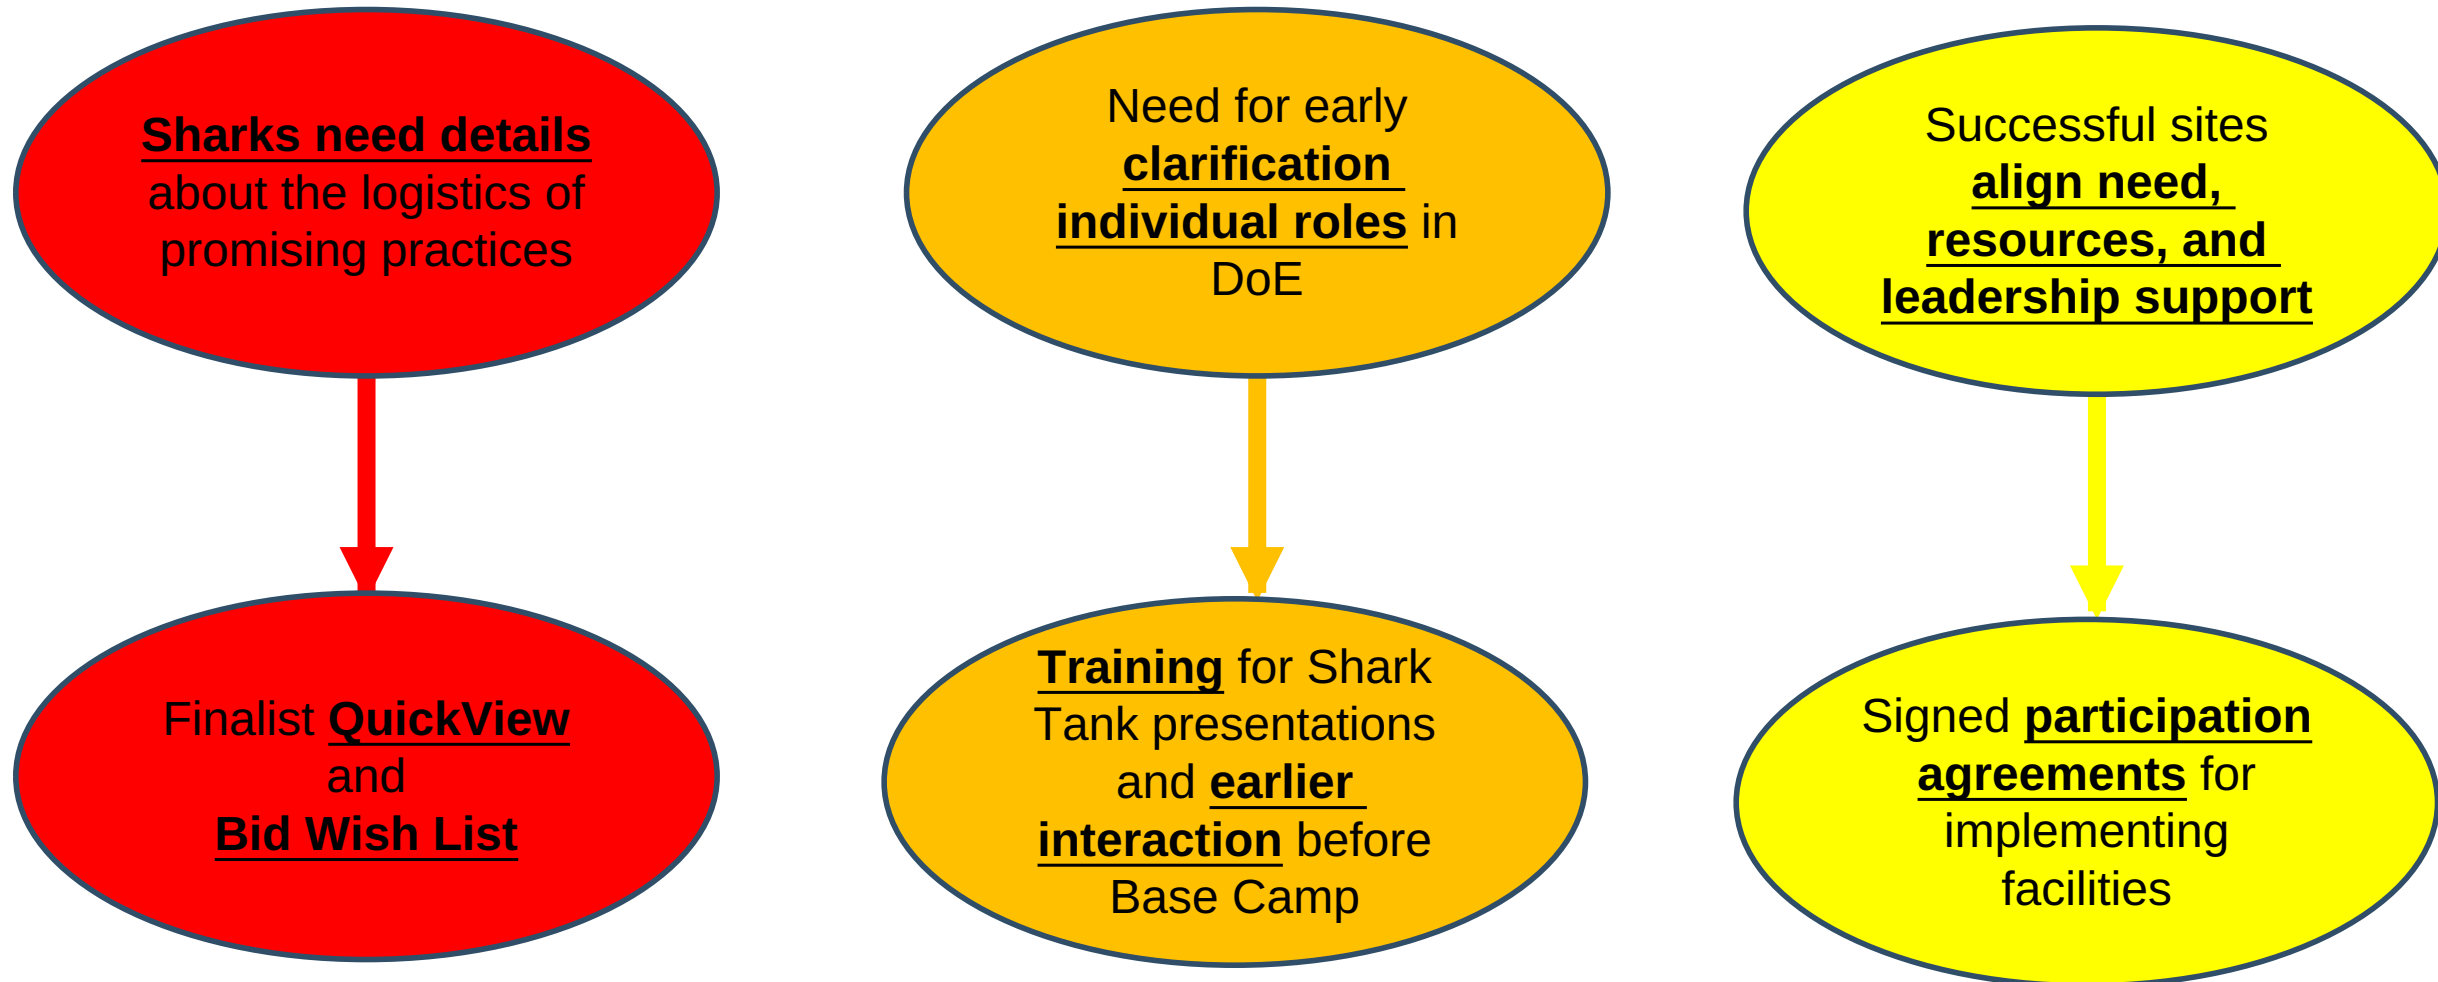 Sharks need details
about the logistics of
promising practices
Need for early
clarification
individual roles in
DoE
Successful sites
align need,
resources, and
leadership support
Finalist QuickView
and
Bid Wish List
Training for Shark
Tank presentations
and earlier
interaction before
Base Camp
Signed participation
agreements for
implementing
facilities